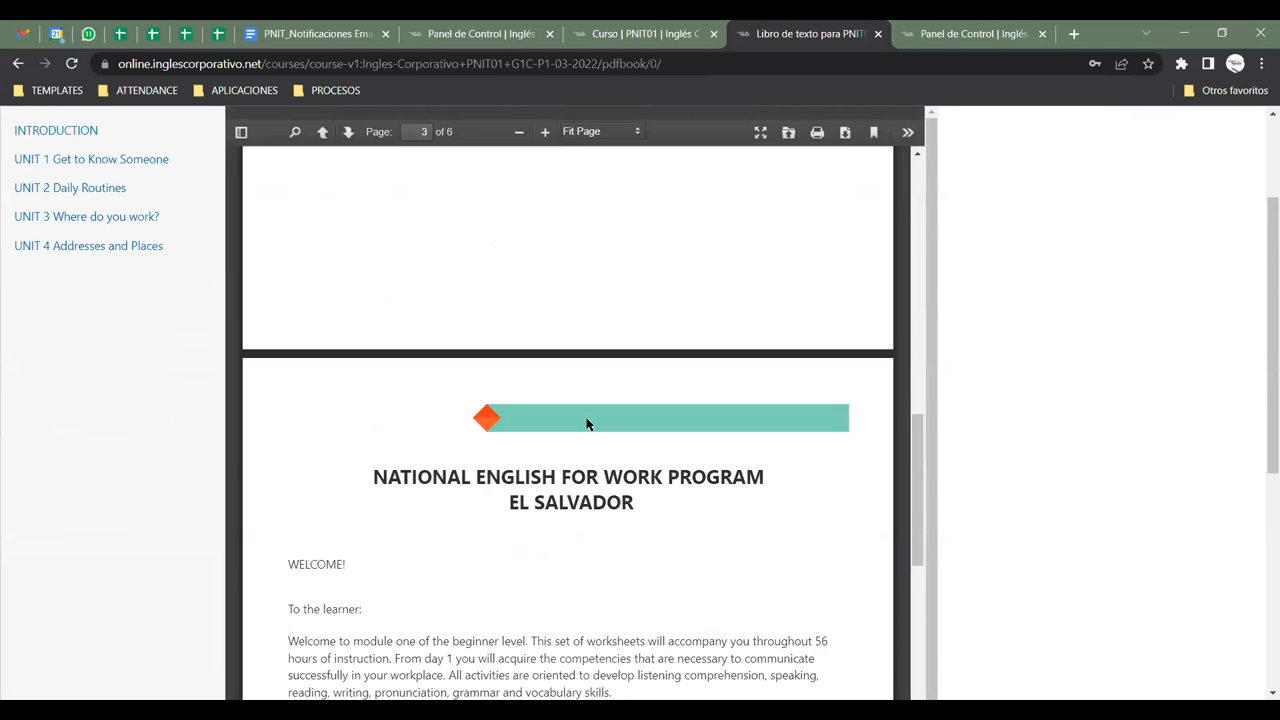 PNIT_Notificaciones Ema
Panel de Control | Inglés
Curso | PNIT01 | Inglés C
Libro de texto para PNIT
Panel de Control | Inglés
online.inglescorporativo.net/courses/course-v1:Ingles-Corporativo+PNIT01+G1C-P1-03-2022/pdfbook/0/
TEMPLATES
ATTENDANCE
APLICACIONES
PROCESOS
Otros favoritos
INTRODUCTION
UNIT 1 Get to Know Someone
UNIT 2 Daily Routines
UNIT 3 Where do you work?
UNIT 4 Addresses and Places
Page: 3 of 6
Fit Page
NATIONAL ENGLISH FOR WORK PROGRAM
EL SALVADOR
WELCOME!
To the learner:
Welcome to module one of the beginner level. This set of worksheets will accompany you throughout 56
hours of instruction. From day 1 you will acquire the competencies that are necessary to communicate
successfully in your workplace. All activities are oriented to develop listening comprehension, speaking,
reading, writing, pronunciation, grammar and vocabulary skills.